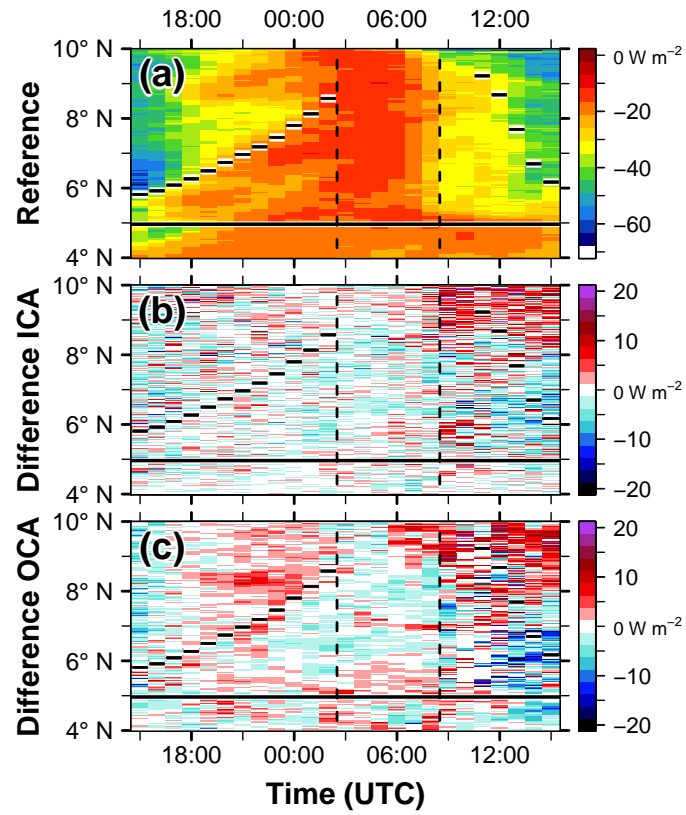 18:00 00:00 06:00 12:00
Reference
10° N
8° N
6° N
4° N
(a)
0 W m⁻²
−20
−40
−60
Difference ICA
10° N
8° N
6° N
4° N
(b)
20
10
0 W m⁻²
−10
−20
Difference OCA
10° N
8° N
6° N
4° N
(c)
20
10
0 W m⁻²
−10
−20
18:00 00:00 06:00 12:00
Time (UTC)